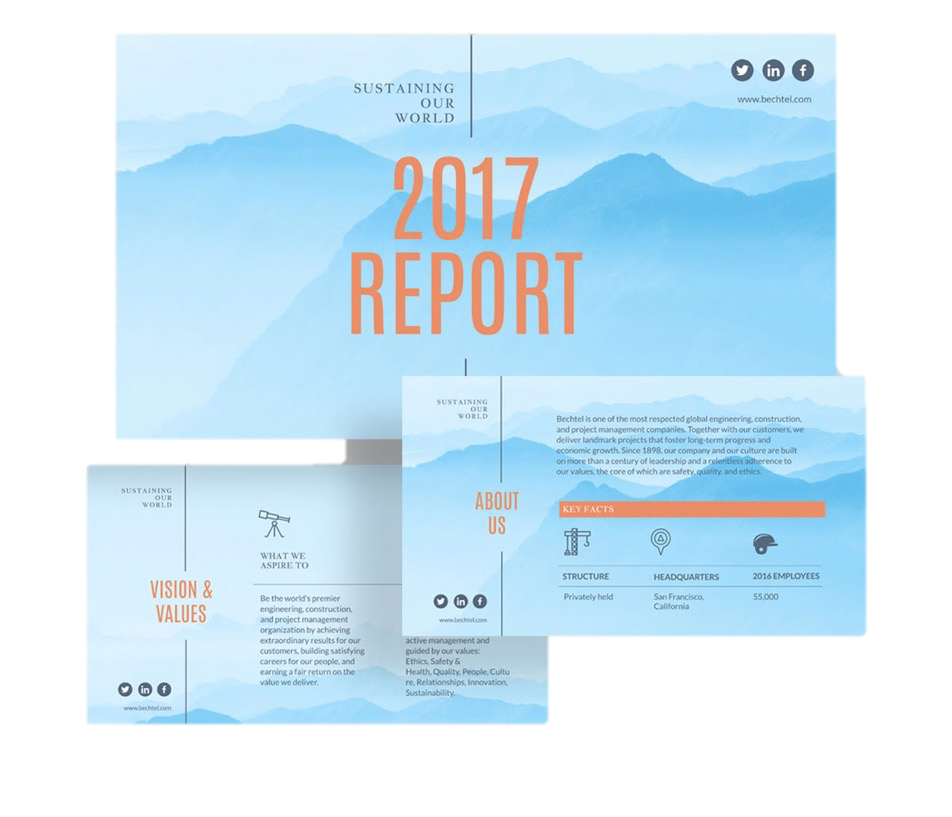 SUSTAINING
OUR
WORLD
www.bechtel.com
2017
REPORT
SUSTAINING
OUR
WORLD
ABOUT
US
www.bechtel.com
Bechtel is one of the most respected global engineering, construction,
and project management companies. Together with our customers, we
deliver landmark projects that foster long-term progress and
economic growth. Since 1898, our company and our culture are built
on more than a century of leadership and a relentless adherence to
our values, the core of which are safety, quality, and ethics.
KEY FACTS
STRUCTURE
HEADQUARTERS
2016 EMPLOYEES
Privately held
San Francisco,
California
55,000
SUSTAINING
OUR
WORLD
VISION &
VALUES
www.bechtel.com
WHAT WE
ASPIRE TO
Be the world's premier
engineering, construction,
and project management
organization by achieving
extraordinary results for our
customers, building satisfying
careers for our people, and
earning a fair return on the
value we deliver.
active management and
guided by our values:
Ethics, Safety &
Health, Quality, People, Cultu
re, Relationships, Innovation,
Sustainability.